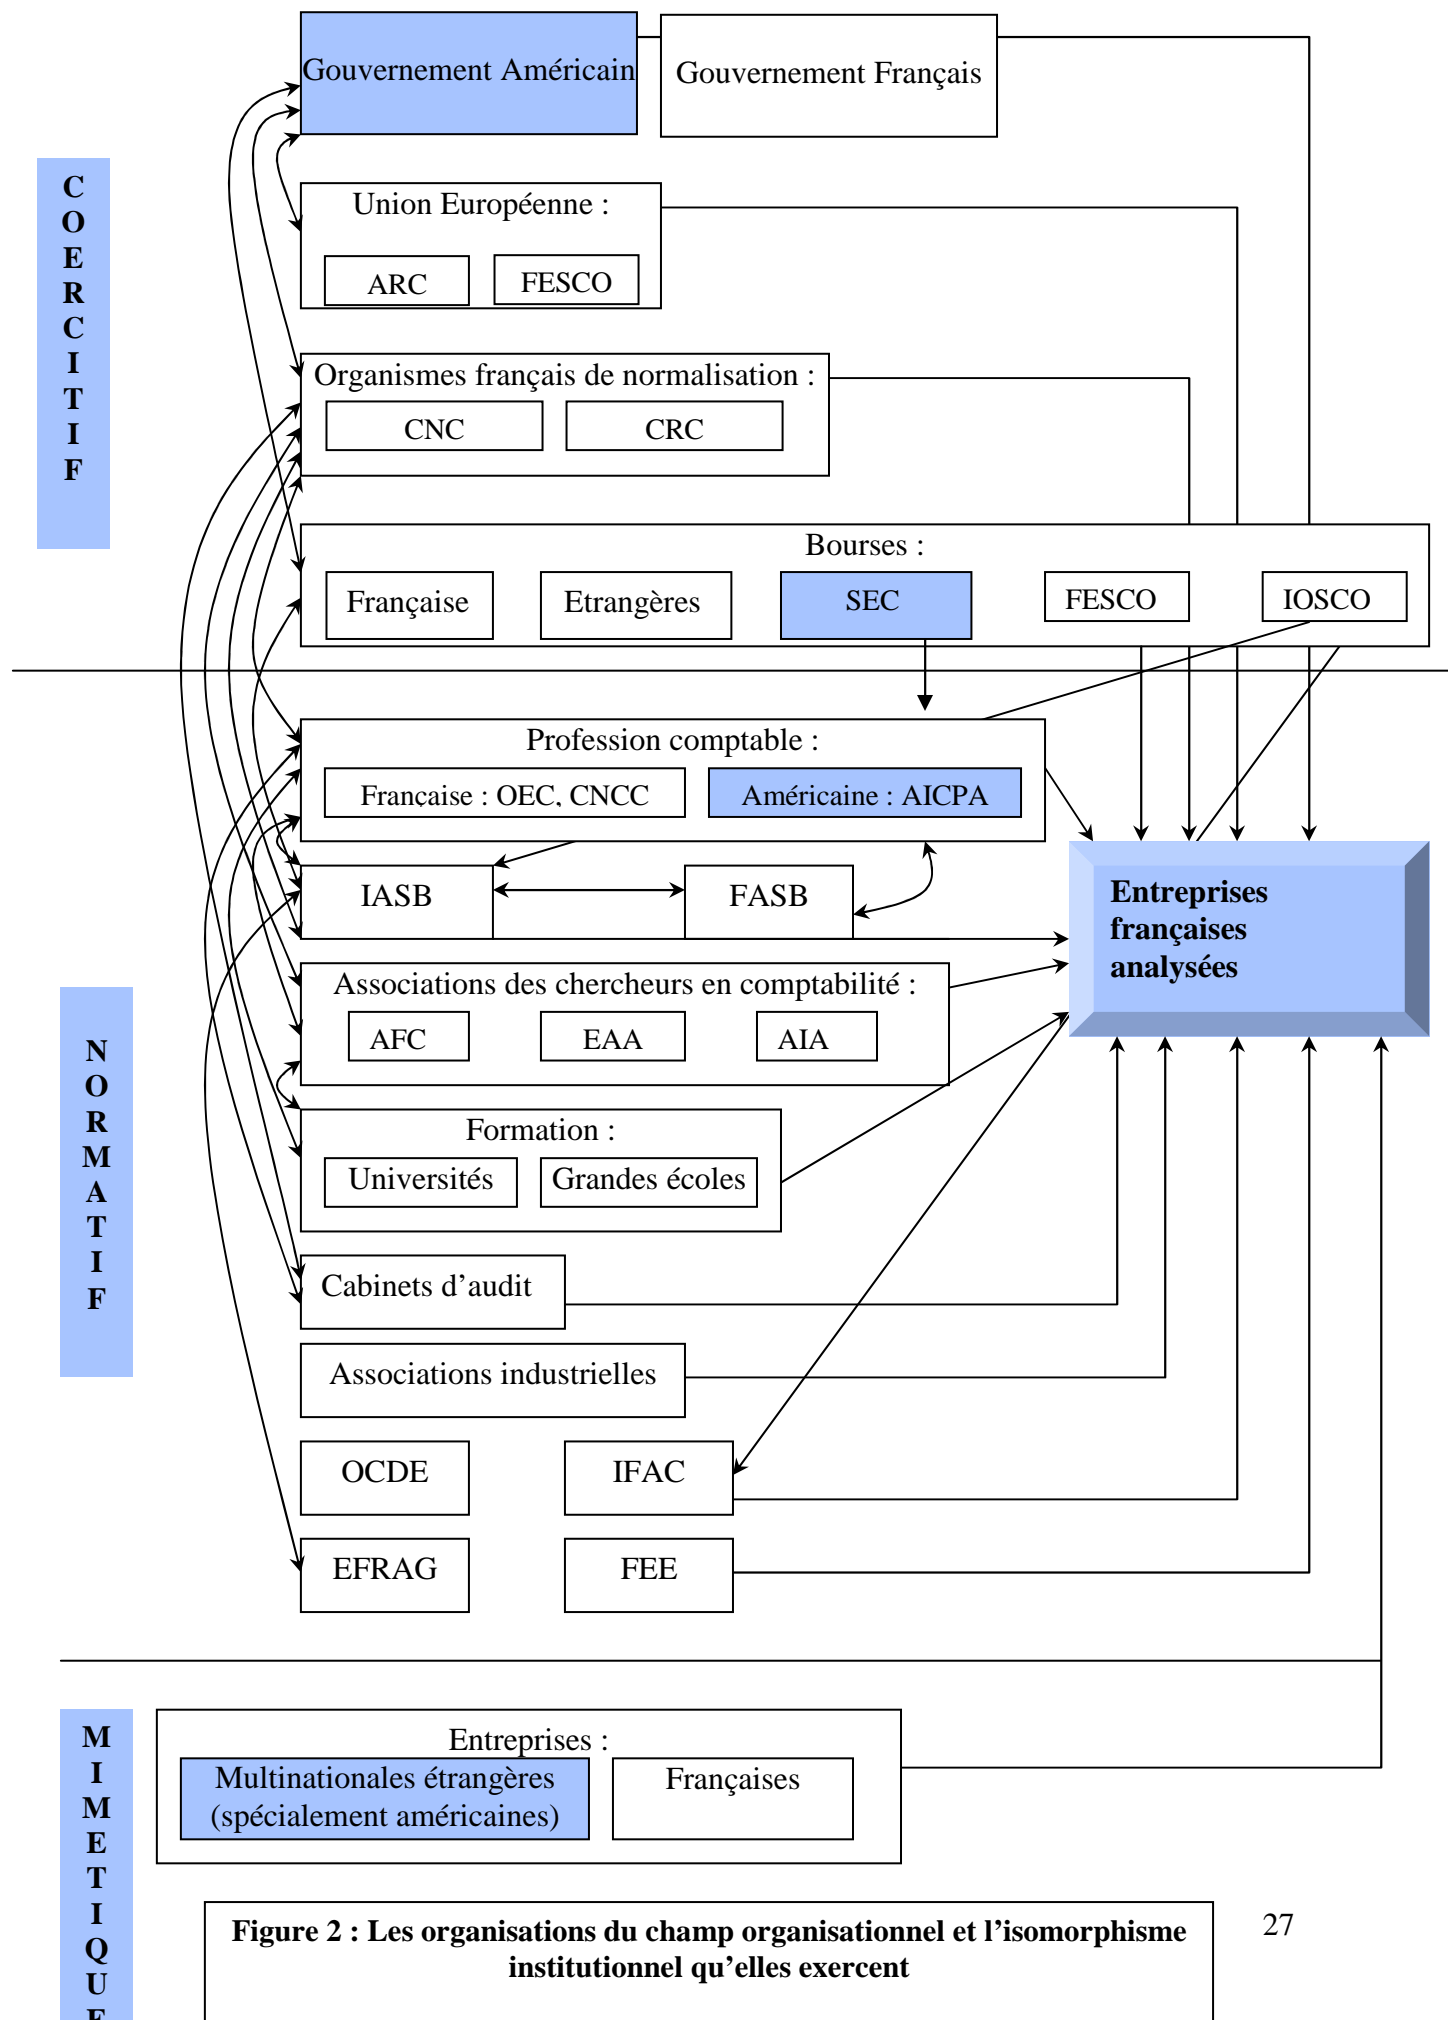 Gouvernement Américain
Gouvernement Français
C
O
E
R
C
I
T
I
F
Union Européenne :
ARC
FESCO
Organismes français de normalisation :
CNC
CRC
Bourses :
Française
Etrangères
SEC
FESCO
IOSCO
Profession comptable :
Française : OEC, CNCC
Américaine : AICPA
IASB
FASB
Entreprises
françaises
analysées
N
O
R
M
A
T
I
F
Associations des chercheurs en comptabilité :
AFC
EAA
AIA
Formation :
Universités
Grandes écoles
Cabinets d’audit
Associations industrielles
OCDE
IFAC
EFRAG
FEE
M
I
M
E
T
I
Q
U
E
Entreprises :
Multinationales étrangères
(spécialement américaines)
Françaises
Figure 2 : Les organisations du champ organisationnel et l’isomorphisme
institutionnel qu’elles exercent
27